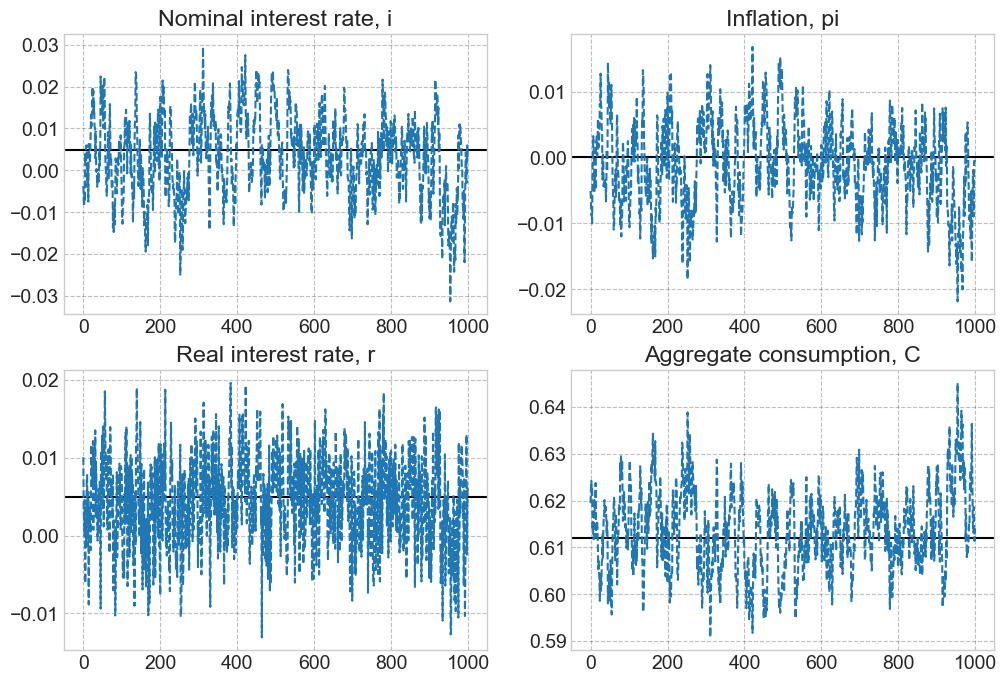 Nominal interest rate, i
0.03
0.02
0.01
0.00
−0.01
−0.02
−0.03
0 200 400 600 800 1000
Inflation, pi
0.01
0.00
−0.01
−0.02
0 200 400 600 800 1000
Real interest rate, r
0.02
0.01
0.00
−0.01
0 200 400 600 800 1000
Aggregate consumption, C
0.64
0.63
0.62
0.61
0.60
0.59
0 200 400 600 800 1000